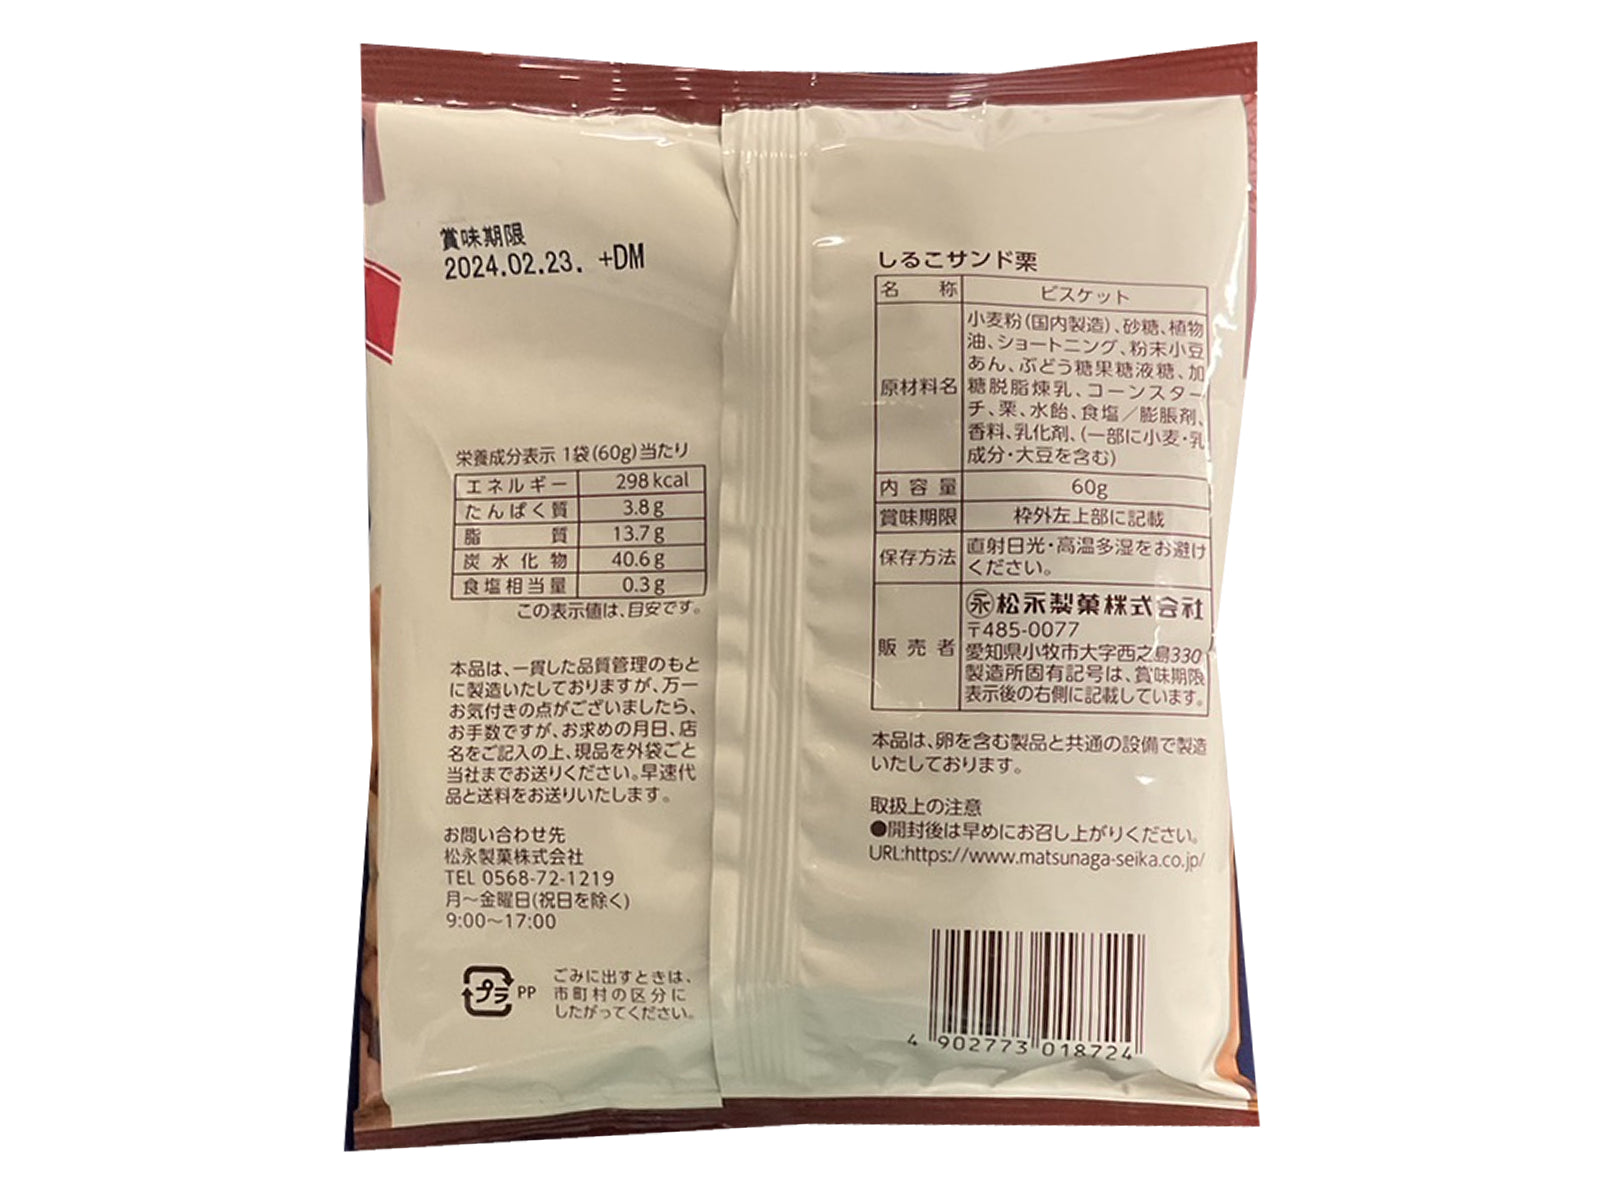 賞味期限
2024.02.23. +DM
栄養成分表示 1袋(60g)当たり
エネルギー 298kcal
たんぱく質 3.8g
脂質 13.7g
炭水化物 40.6g
食塩相当量 0.3g
この表示値は、目安です。
本品は、一貫した品質管理のもと
に製造いたしておりますが、万一
お気付きの点がございましたら、
お手数ですが、お求めの月日、店
名をご記入の上、現品を外袋ごと
当社までお送りください。早速代
品と送料をお送りいたします。
お問い合わせ先
松永製菓株式会社
TEL 0568-72-1219
月～金曜日(祝日を除く)
9:00～17:00
プラ PP
ごみに出すときは、
市町村の区分に
したがってください。
しるこサンド栗
名称 ビスケット
原材料名
小麦粉(国内製造)、砂糖、植物
油、ショートニング、粉末小豆
あん、ぶどう糖果糖液糖、加
糖脱脂煉乳、コーンスター
チ、栗、水飴、食塩／膨脹剤、
香料、乳化剤、(一部に小麦・乳
成分・大豆を含む)
内容量 60g
賞味期限 枠外左上部に記載
保存方法
直射日光・高温多湿をお避け
ください。
販売者
永 松永製菓株式会社
〒485-0077
愛知県小牧市大字西之島330
製造所固有記号は、賞味期限
表示後の右側に記載しています。
本品は、卵を含む製品と共通の設備で製造
いたしております。
取扱上の注意
●開封後は早めにお召し上がりください。
URL:https://www.matsunaga-seika.co.jp/
4 902773 018724